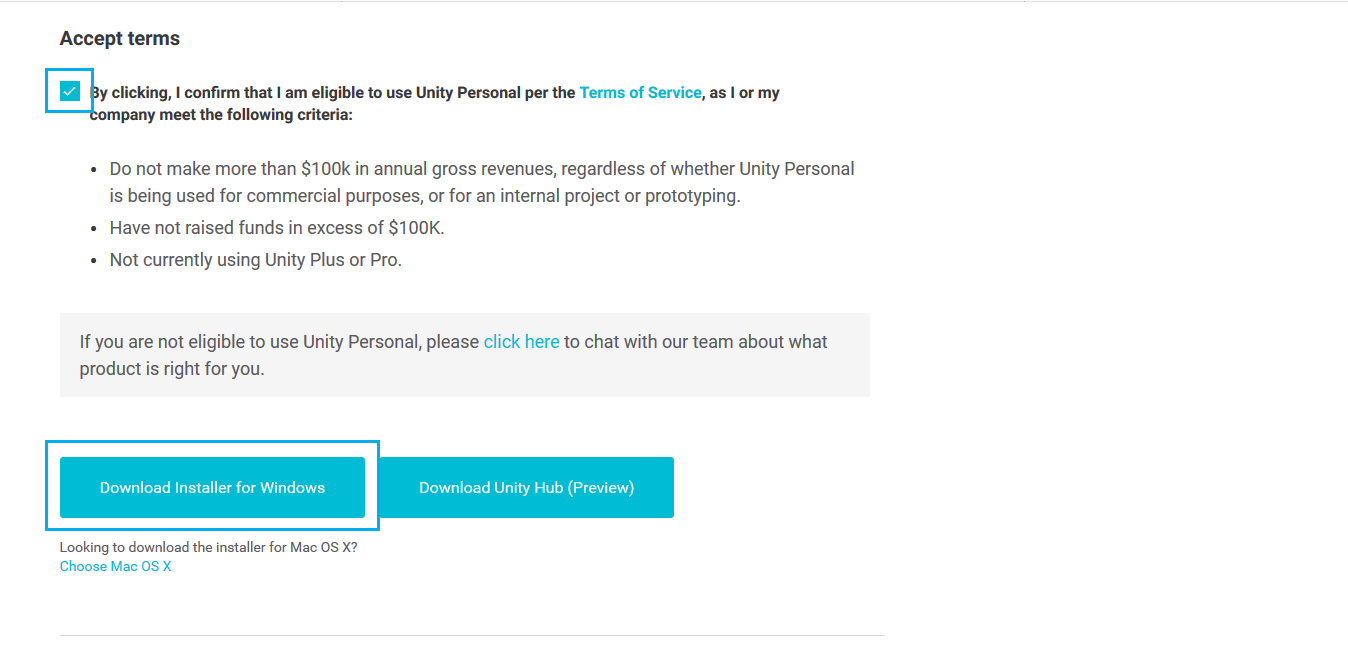 Accept terms
By clicking, I confirm that I am eligible to use Unity Personal per the Terms of Service, as I or my
company meet the following criteria:
Do not make more than $100k in annual gross revenues, regardless of whether Unity Personal
is being used for commercial purposes, or for an internal project or prototyping.
Have not raised funds in excess of $100K.
Not currently using Unity Plus or Pro.
If you are not eligible to use Unity Personal, please click here to chat with our team about what
product is right for you.
Download Installer for Windows
Download Unity Hub (Preview)
Looking to download the installer for Mac OS X?
Choose Mac OS X